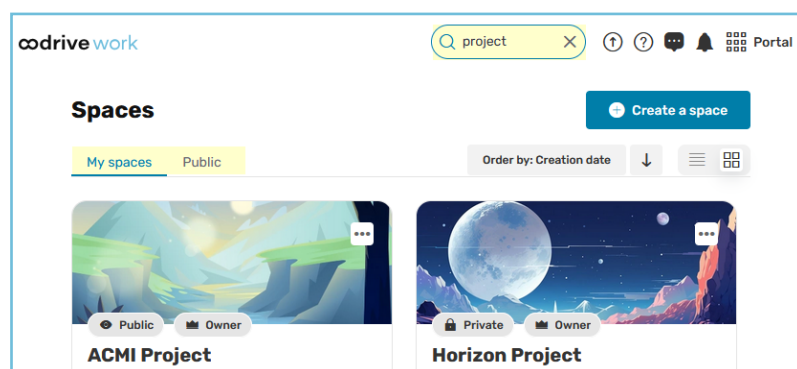 oodrive work
project
Portal
Spaces
Create a space
My spaces
Public
Order by: Creation date
Public
Owner
Private
Owner
ACMI Project
Horizon Project